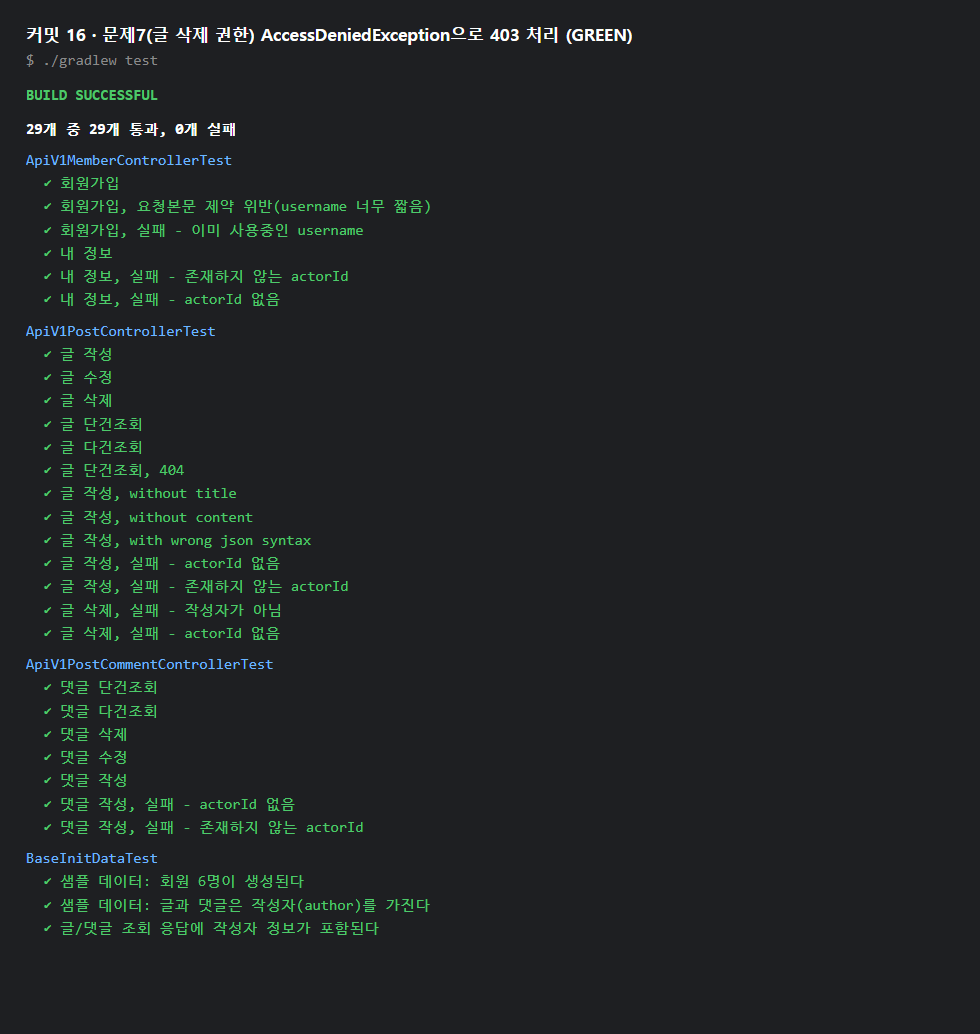 커밋 16 · 문제7(글 삭제 권한) AccessDeniedException으로 403 처리 (GREEN)
$ ./gradlew test
BUILD SUCCESSFUL
29개 중 29개 통과, 0개 실패
ApiV1MemberControllerTest
✔ 회원가입
✔ 회원가입, 요청본문 제약 위반(username 너무 짧음)
✔ 회원가입, 실패 - 이미 사용중인 username
✔ 내 정보
✔ 내 정보, 실패 - 존재하지 않는 actorId
✔ 내 정보, 실패 - actorId 없음
ApiV1PostControllerTest
✔ 글 작성
✔ 글 수정
✔ 글 삭제
✔ 글 단건조회
✔ 글 다건조회
✔ 글 단건조회, 404
✔ 글 작성, without title
✔ 글 작성, without content
✔ 글 작성, with wrong json syntax
✔ 글 작성, 실패 - actorId 없음
✔ 글 작성, 실패 - 존재하지 않는 actorId
✔ 글 삭제, 실패 - 작성자가 아님
✔ 글 삭제, 실패 - actorId 없음
ApiV1PostCommentControllerTest
✔ 댓글 단건조회
✔ 댓글 다건조회
✔ 댓글 삭제
✔ 댓글 수정
✔ 댓글 작성
✔ 댓글 작성, 실패 - actorId 없음
✔ 댓글 작성, 실패 - 존재하지 않는 actorId
BaseInitDataTest
✔ 샘플 데이터: 회원 6명이 생성된다
✔ 샘플 데이터: 글과 댓글은 작성자(author)를 가진다
✔ 글/댓글 조회 응답에 작성자 정보가 포함된다